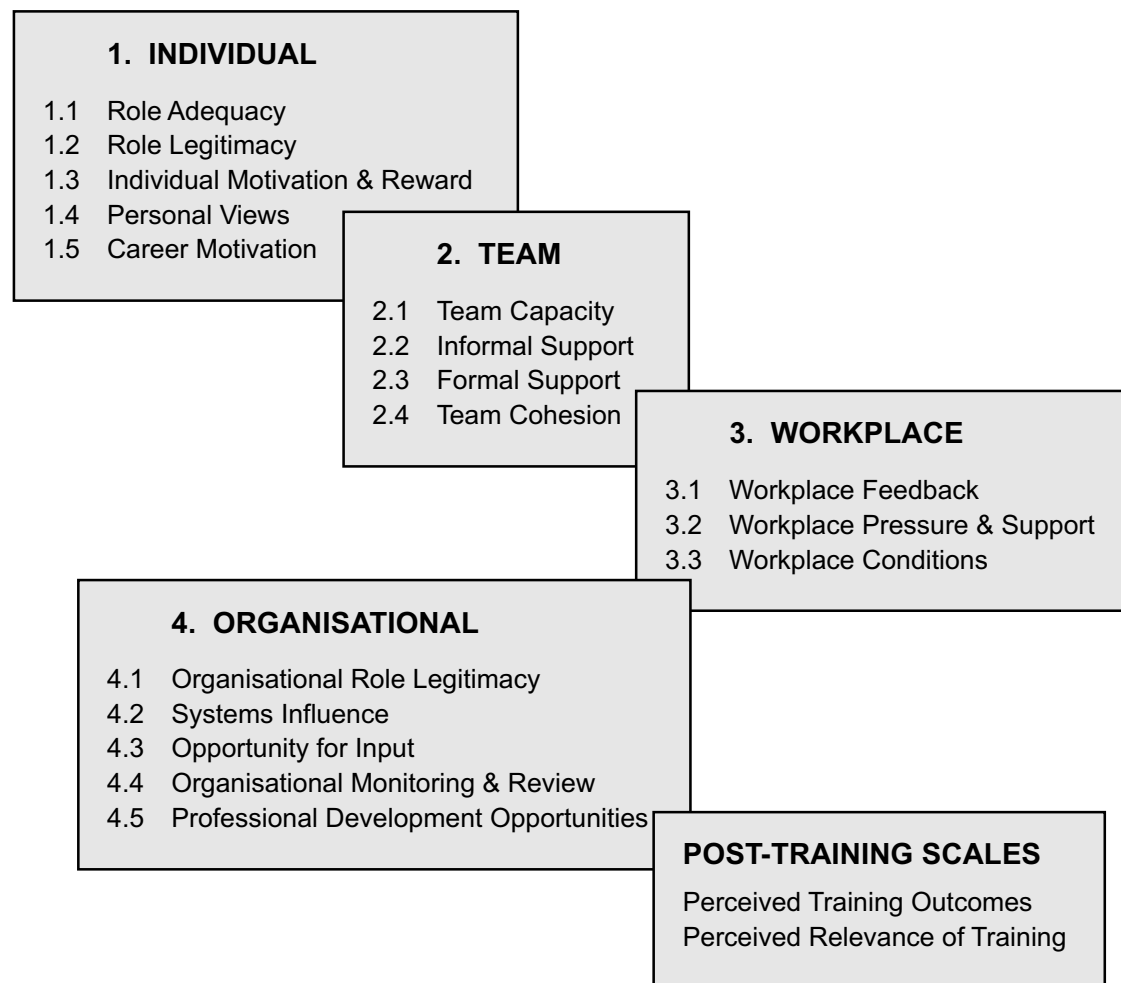 1. INDIVIDUAL
1.1 Role Adequacy
1.2 Role Legitimacy
1.3 Individual Motivation & Reward
1.4 Personal Views
1.5 Career Motivation
2. TEAM
2.1 Team Capacity
2.2 Informal Support
2.3 Formal Support
2.4 Team Cohesion
3. WORKPLACE
3.1 Workplace Feedback
3.2 Workplace Pressure & Support
3.3 Workplace Conditions
4. ORGANISATIONAL
4.1 Organisational Role Legitimacy
4.2 Systems Influence
4.3 Opportunity for Input
4.4 Organisational Monitoring & Review
4.5 Professional Development Opportunities
POST-TRAINING SCALES
Perceived Training Outcomes
Perceived Relevance of Training